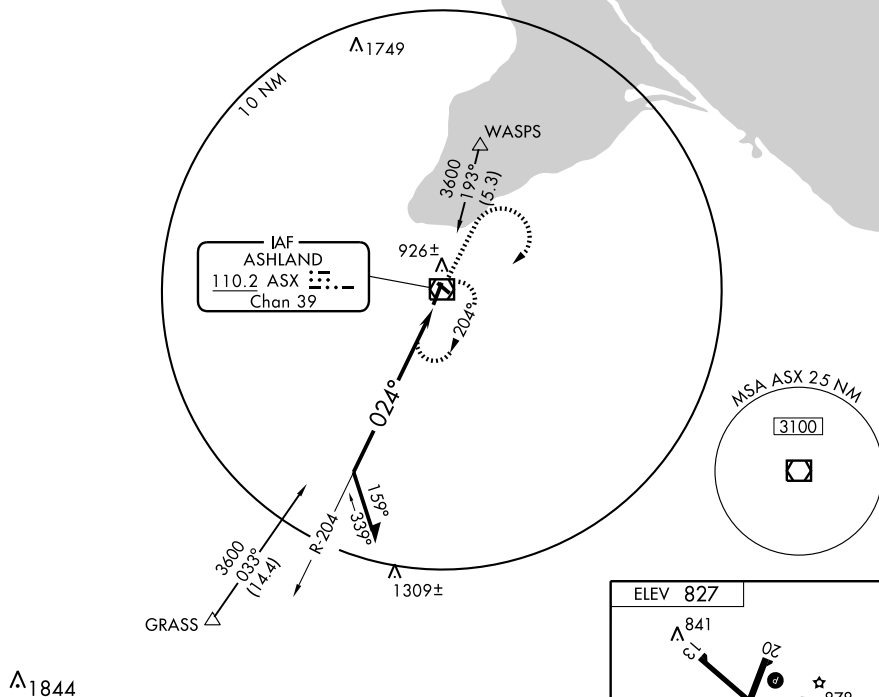 1749
10 NM
WASPS
3600
193°
(5.3)
926±
IAF
ASHLAND
110.2 ASX
Chan 39
204°
024°
MSA ASX 25 NM
3100
159°
339°
R-204
3600
033°
(14.4)
1309±
GRASS
ELEV 827
841
13
20
P
878
1844